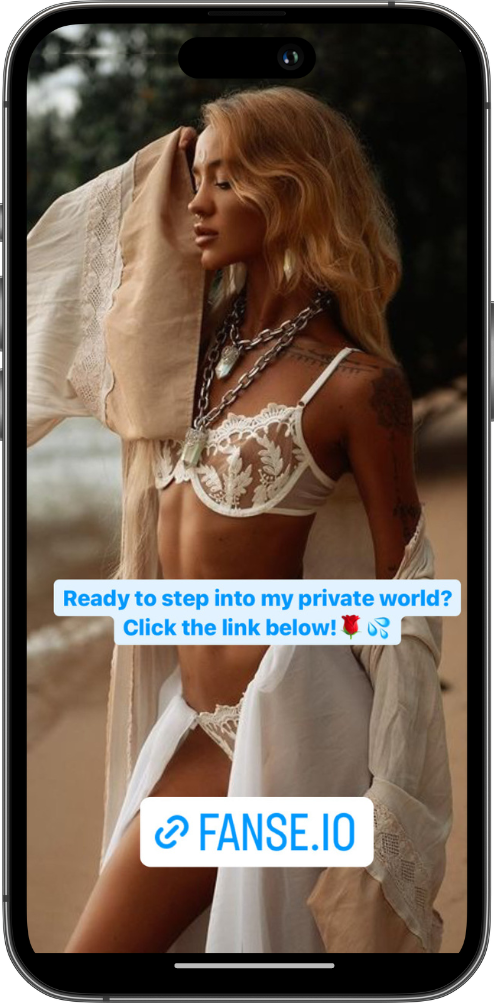 Ready to step into my private world?
Click the link below!🌹💦
FANSE.IO